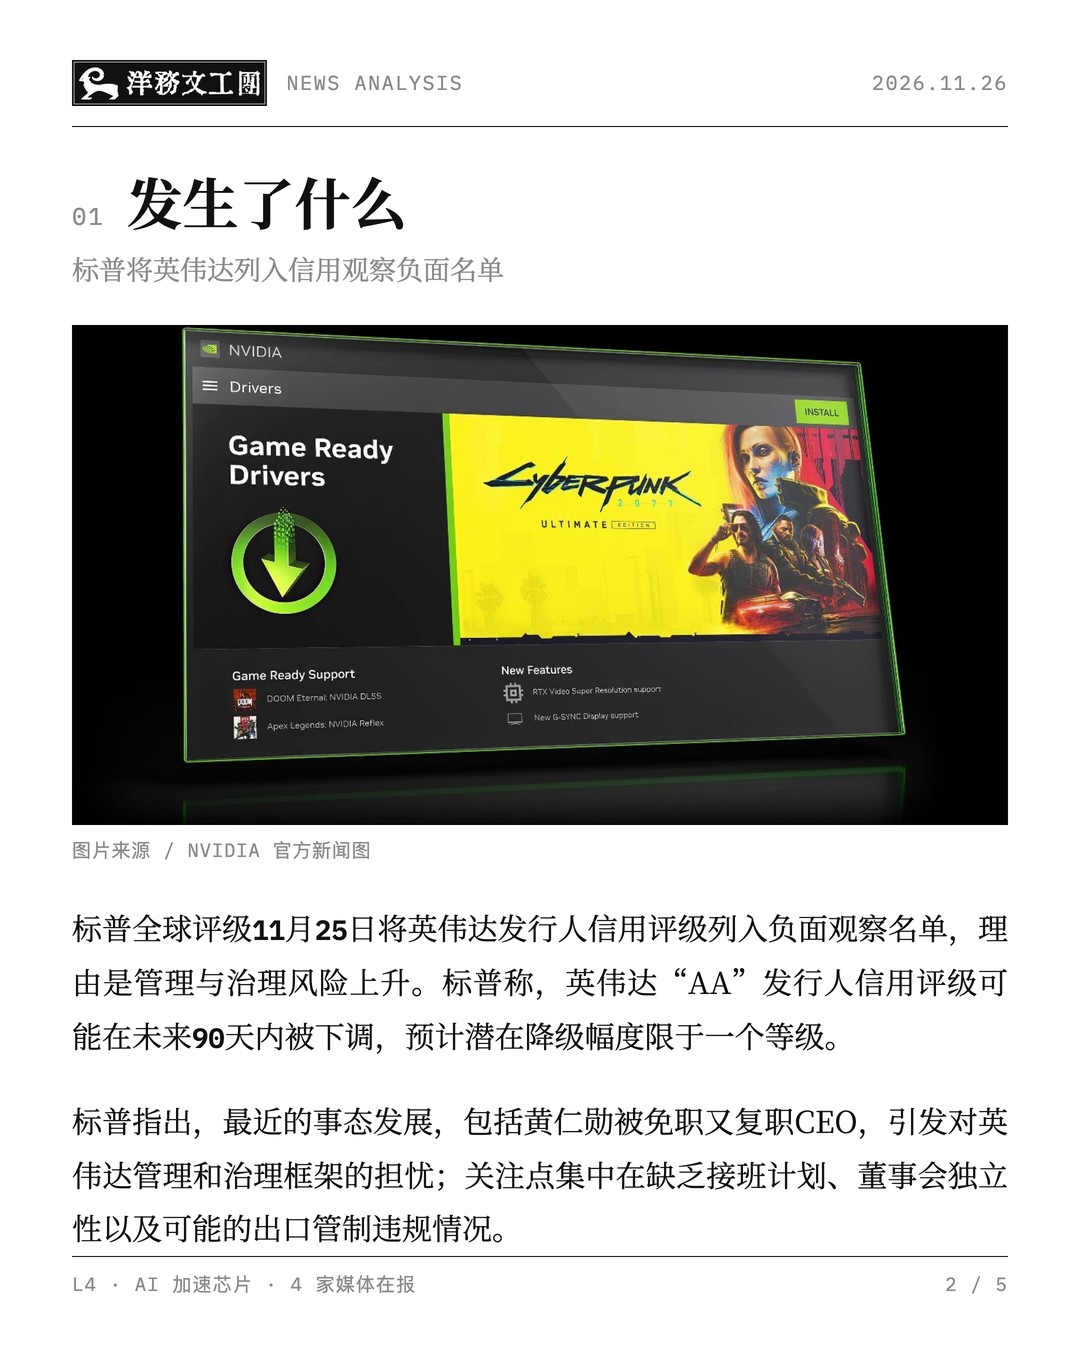 洋務文工團 NEWS ANALYSIS 2026.11.26
01 发生了什么
标普将英伟达列入信用观察负面名单
NVIDIA
Drivers
INSTALL
Game Ready
Drivers
CYBERPUNK
2077
ULTIMATE EDITION
Game Ready Support
DOOM
DOOM Eternal: NVIDIA DLSS
Apex Legends: NVIDIA Reflex
New Features
RTX Video Super Resolution support
New G-SYNC Display support
图片来源 / NVIDIA 官方新闻图
标普全球评级11月25日将英伟达发行人信用评级列入负面观察名单，理
由是管理与治理风险上升。标普称，英伟达“AA”发行人信用评级可
能在未来90天内被下调，预计潜在降级幅度限于一个等级。
标普指出，最近的事态发展，包括黄仁勋被免职又复职CEO，引发对英
伟达管理和治理框架的担忧；关注点集中在缺乏接班计划、董事会独立
性以及可能的出口管制违规情况。
L4 · AI 加速芯片 · 4 家媒体在报 2 / 5